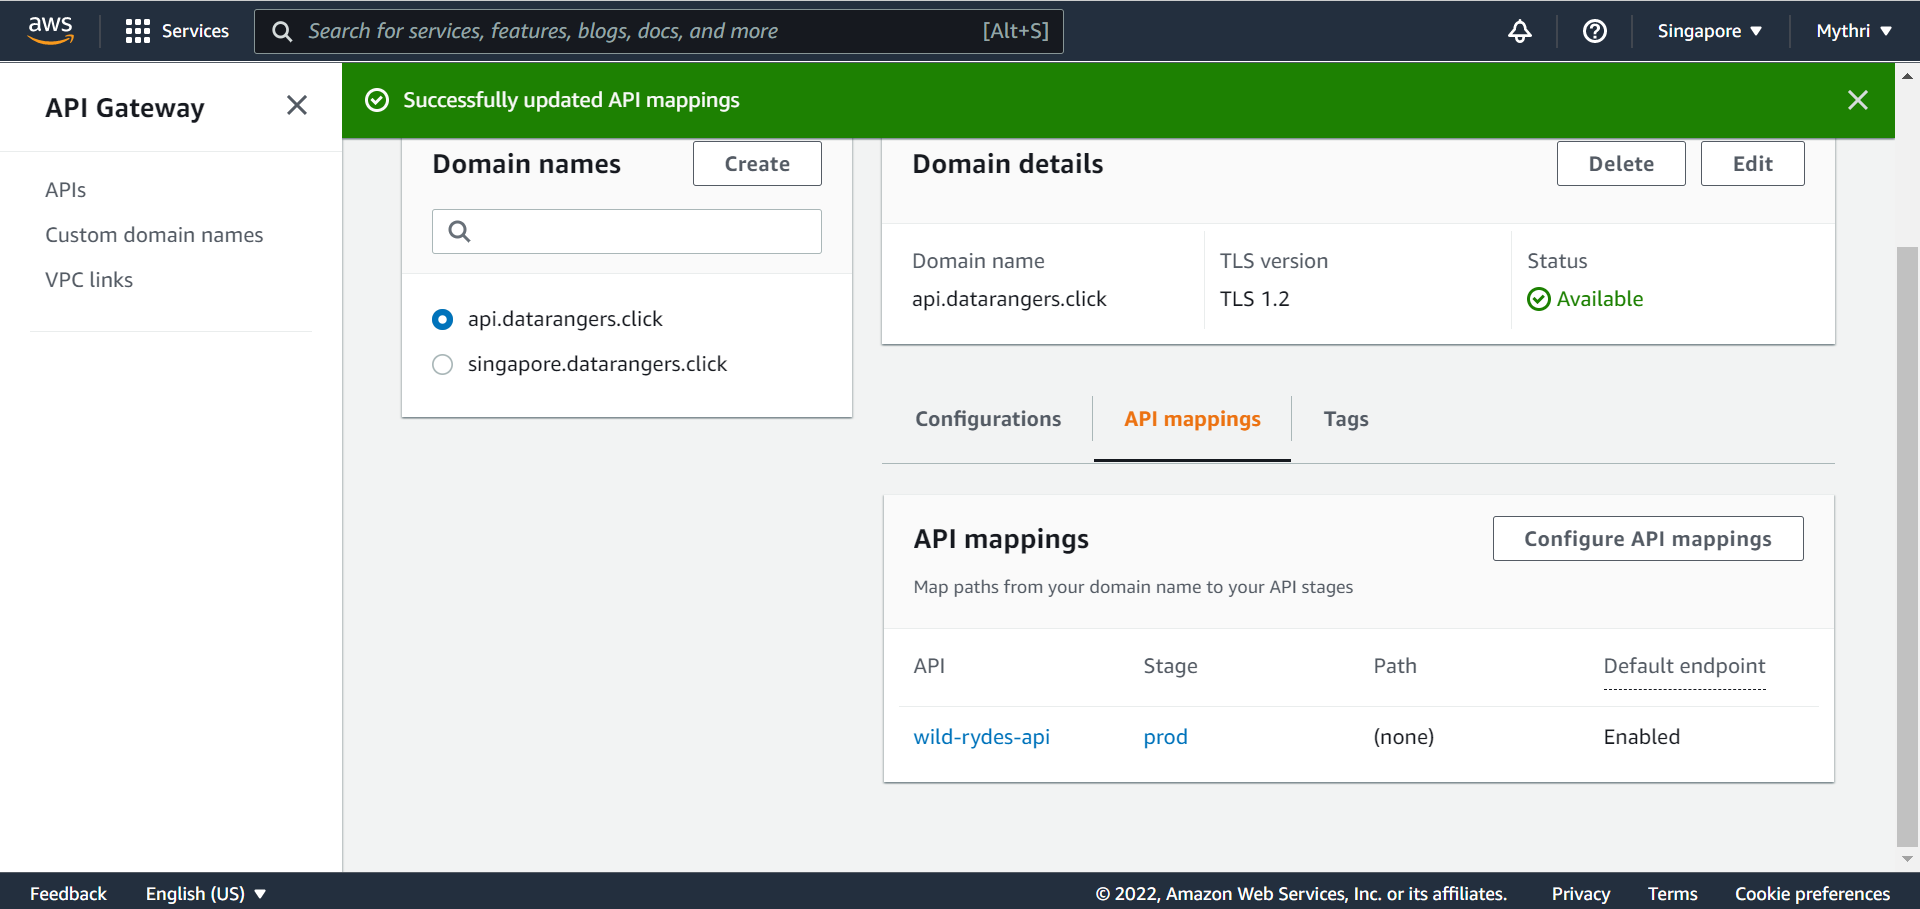 aws
Services
Search for services, features, blogs, docs, and more
[Alt+S]
Singapore
Mythri
API Gateway
APIs
Custom domain names
VPC links
Successfully updated API mappings
Domain names
Create
api.datarangers.click
singapore.datarangers.click
Domain details
Delete
Edit
Domain name
api.datarangers.click
TLS version
TLS 1.2
Status
Available
Configurations
API mappings
Tags
API mappings
Configure API mappings
Map paths from your domain name to your API stages
API
Stage
Path
Default endpoint
wild-rydes-api
prod
(none)
Enabled
Feedback
English (US)
© 2022, Amazon Web Services, Inc. or its affiliates.
Privacy
Terms
Cookie preferences